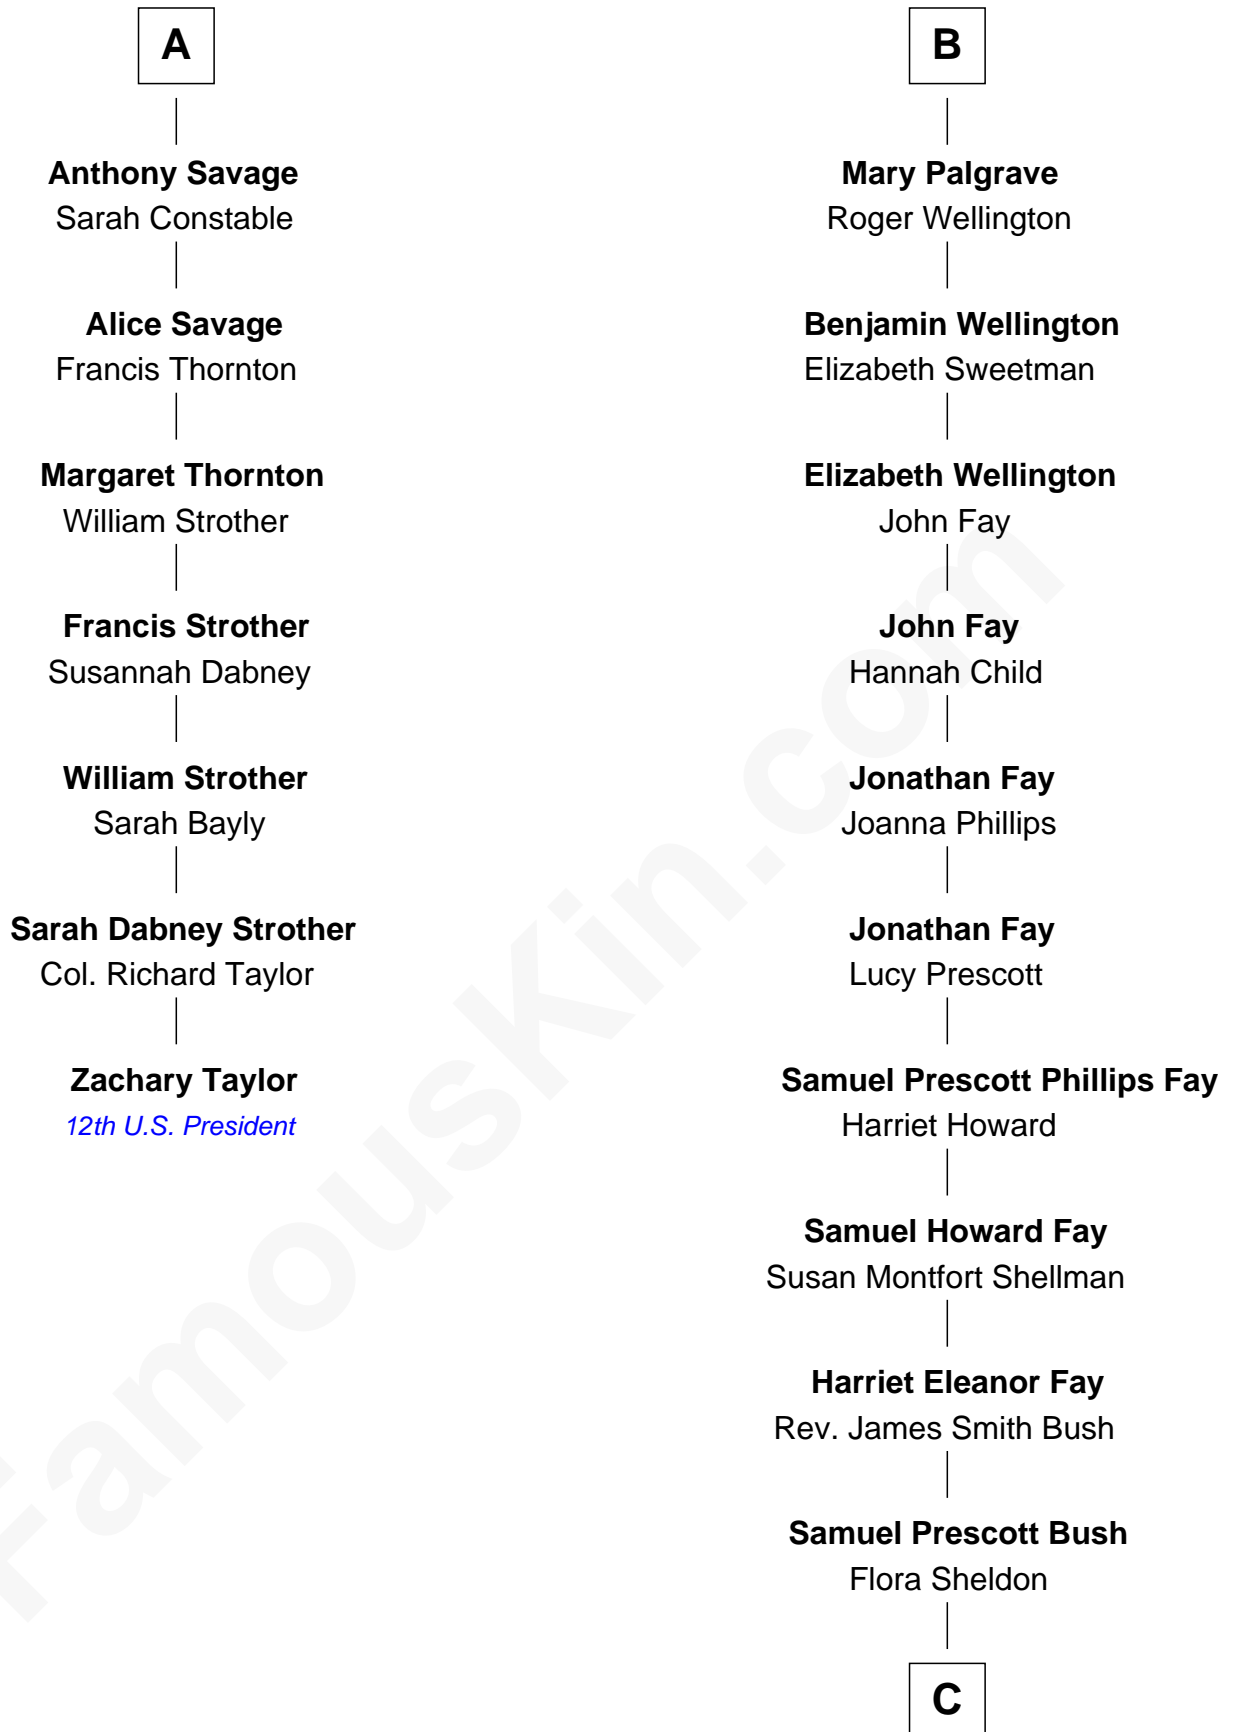 A
Anthony Savage
Sarah Constable
Alice Savage
Francis Thornton
Margaret Thornton
William Strother
Francis Strother
Susannah Dabney
William Strother
Sarah Bayly
Sarah Dabney Strother
Col. Richard Taylor
Zachary Taylor
12th U.S. President
B
Mary Palgrave
Roger Wellington
Benjamin Wellington
Elizabeth Sweetman
Elizabeth Wellington
John Fay
John Fay
Hannah Child
Jonathan Fay
Joanna Phillips
Jonathan Fay
Lucy Prescott
Samuel Prescott Phillips Fay
Harriet Howard
Samuel Howard Fay
Susan Montfort Shellman
Harriet Eleanor Fay
Rev. James Smith Bush
Samuel Prescott Bush
Flora Sheldon
C
FamousKin.com